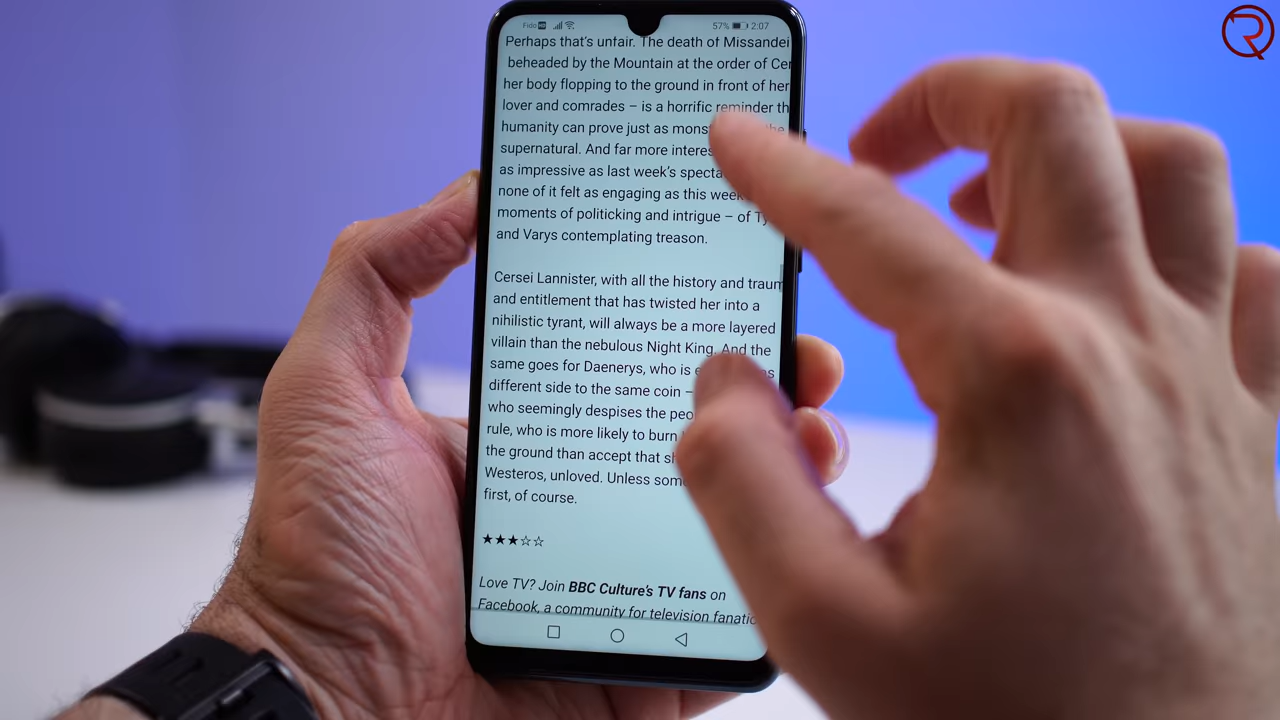 Fido HD 57% 2:07
Perhaps that's unfair. The death of Missandei
beheaded by the Mountain at the order of Cer
her body flopping to the ground in front of her
lover and comrades – is a horrific reminder th
humanity can prove just as mons
supernatural. And far more interes
as impressive as last week's specta
none of it felt as engaging as this week
moments of politicking and intrigue – of Ty
and Varys contemplating treason.
Cersei Lannister, with all the history and traum
and entitlement that has twisted her into a
nihilistic tyrant, will always be a more layered
villain than the nebulous Night King. And the
same goes for Daenerys, who is
different side to the same coin –
who seemingly despises the peo
rule, who is more likely to burn
the ground than accept that sh
Westeros, unloved. Unless som
first, of course.
★★★☆☆
Love TV? Join BBC Culture's TV fans on
Facebook, a community for television fanatic